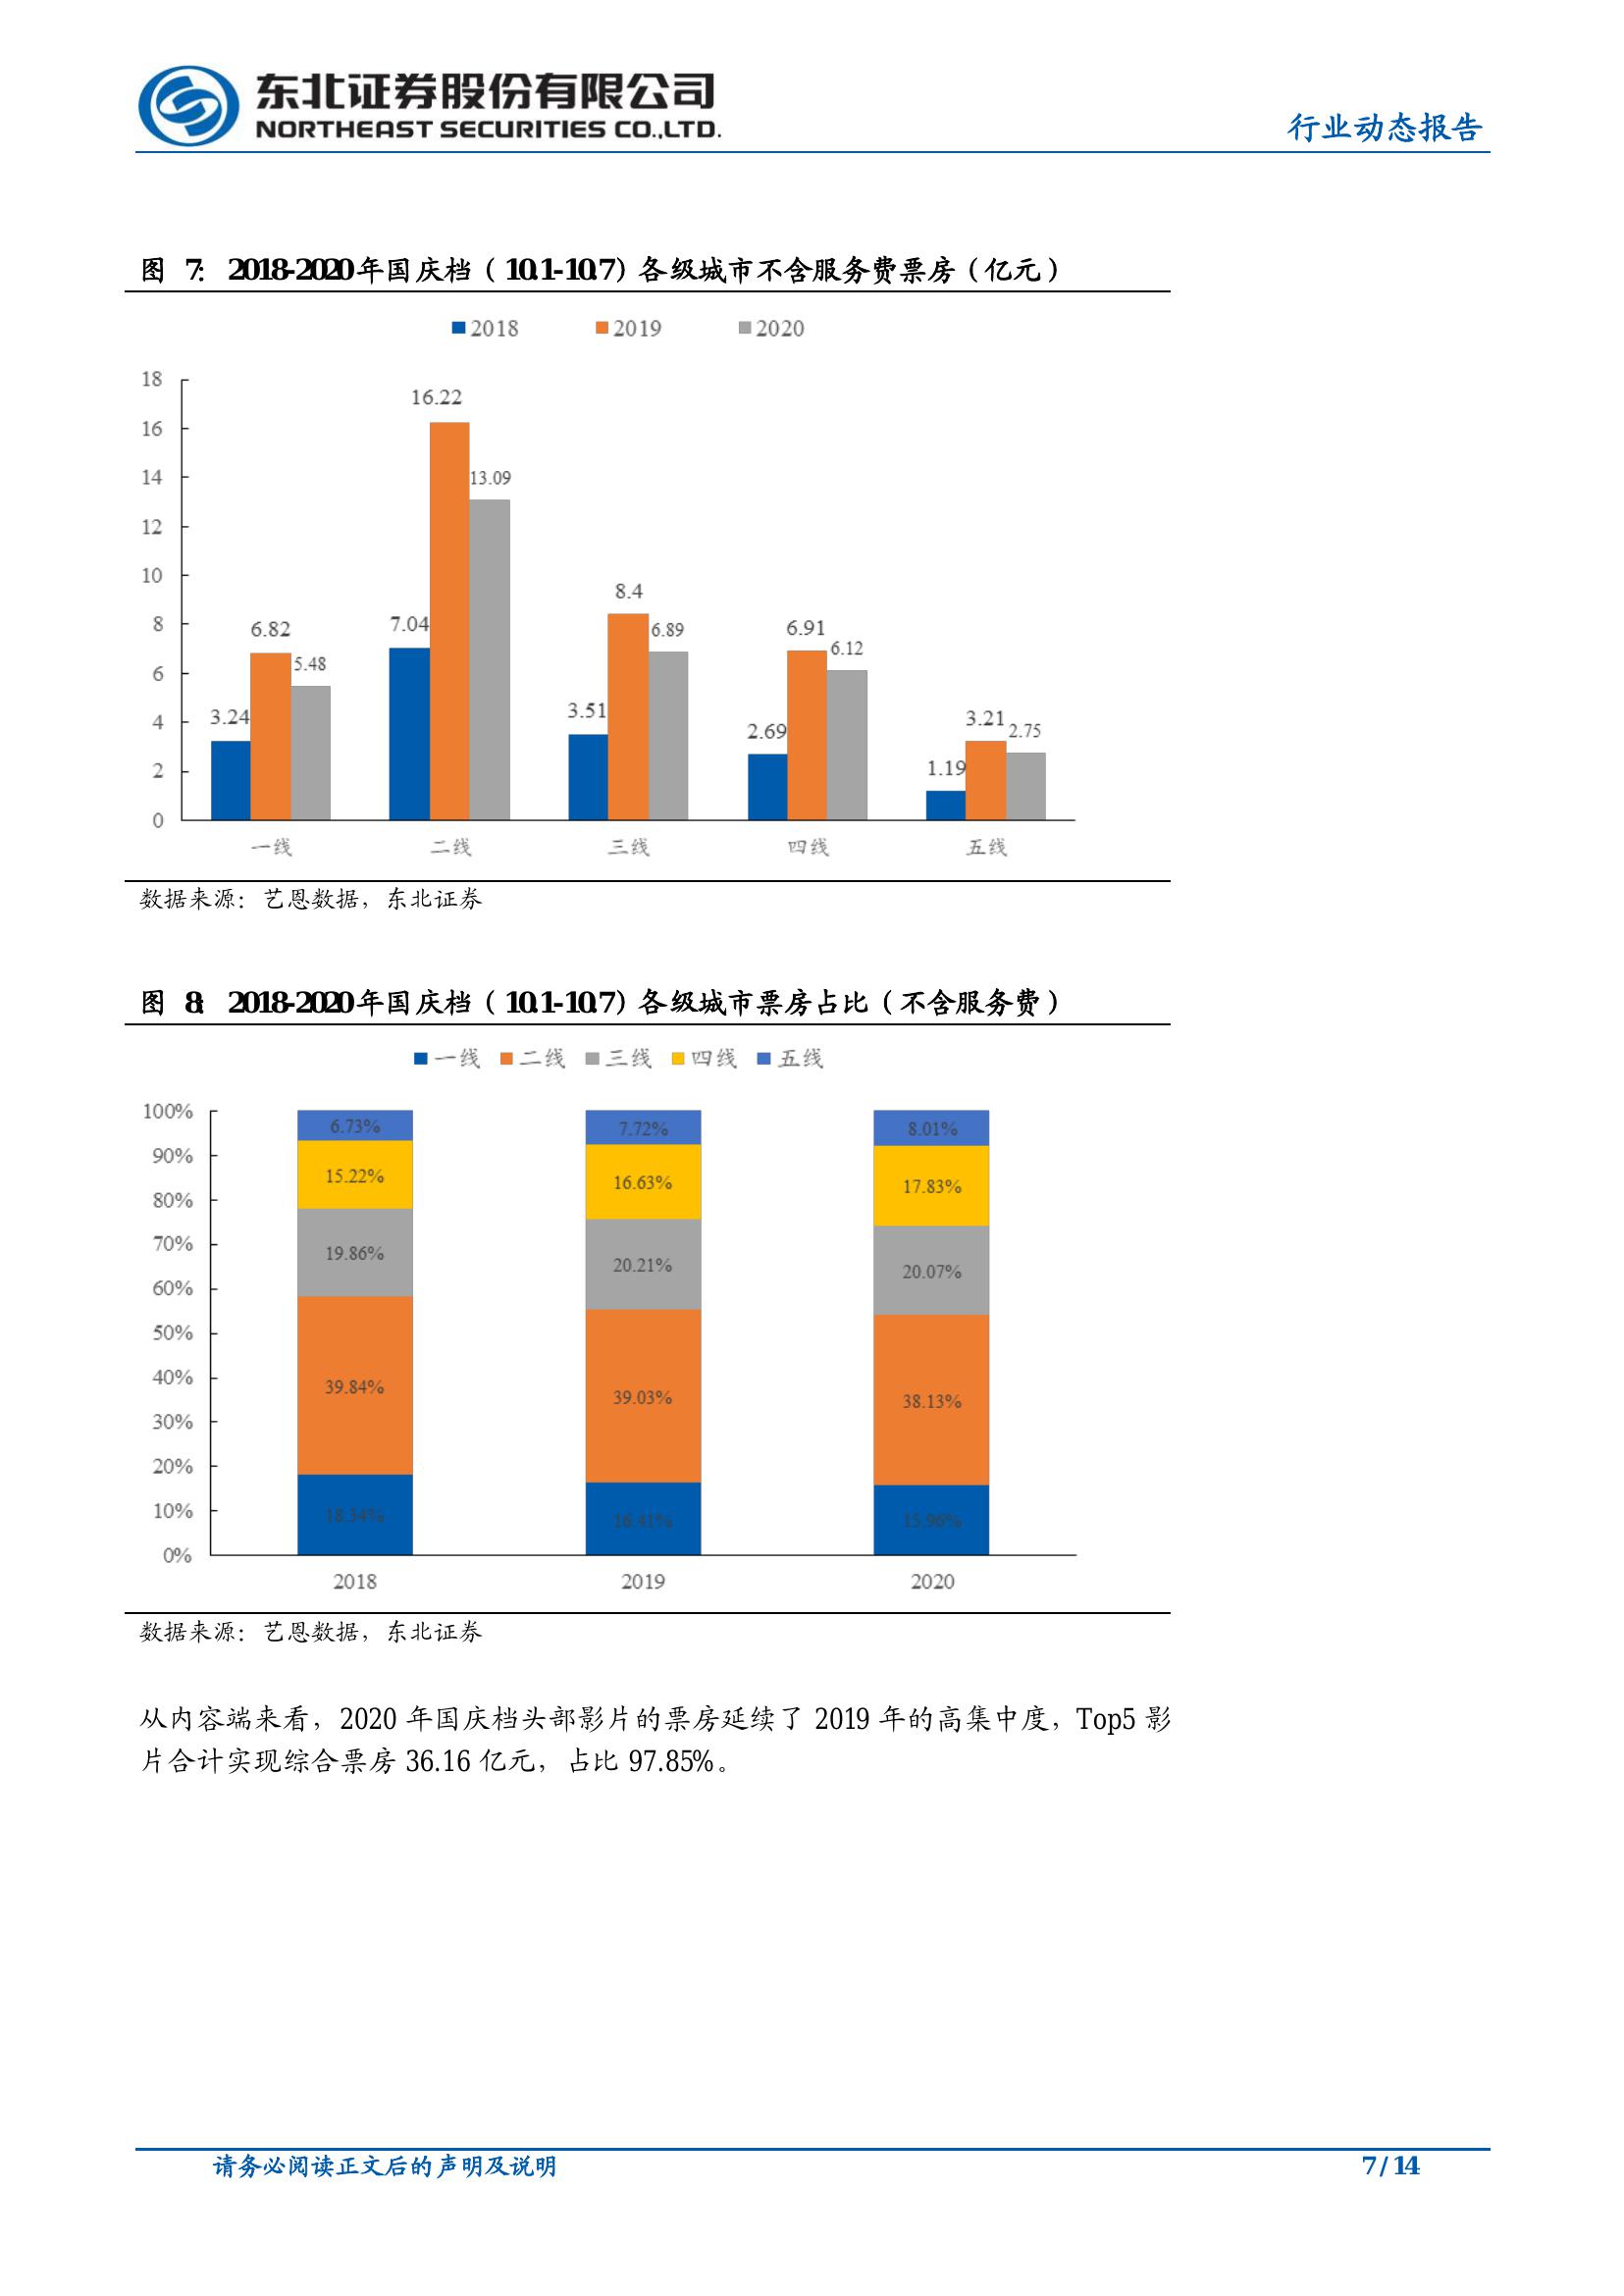 东北证券股份有限公司
NORTHEAST SECURITIES CO.,LTD.
行业动态报告
图 7: 2018-2020年国庆档（10.1-10.7）各级城市不含服务费票房（亿元）
2018 2019 2020
18
16
14
12
10
8
6
4
2
0
3.24 6.82 5.48
7.04 16.22 13.09
3.51 8.4 6.89
2.69 6.91 6.12
1.19 3.21 2.75
一线 二线 三线 四线 五线
数据来源：艺恩数据，东北证券
图 8: 2018-2020年国庆档（10.1-10.7）各级城市票房占比（不含服务费）
一线 二线 三线 四线 五线
100%
90%
80%
70%
60%
50%
40%
30%
20%
10%
0%
6.73% 7.72% 8.01%
15.22% 16.63% 17.83%
19.86% 20.21% 20.07%
39.84% 39.03% 38.13%
18.34% 16.41% 15.96%
2018 2019 2020
数据来源：艺恩数据，东北证券
从内容端来看，2020 年国庆档头部影片的票房延续了 2019 年的高集中度，Top5 影
片合计实现综合票房 36.16 亿元，占比 97.85%。
请务必阅读正文后的声明及说明
7 / 14